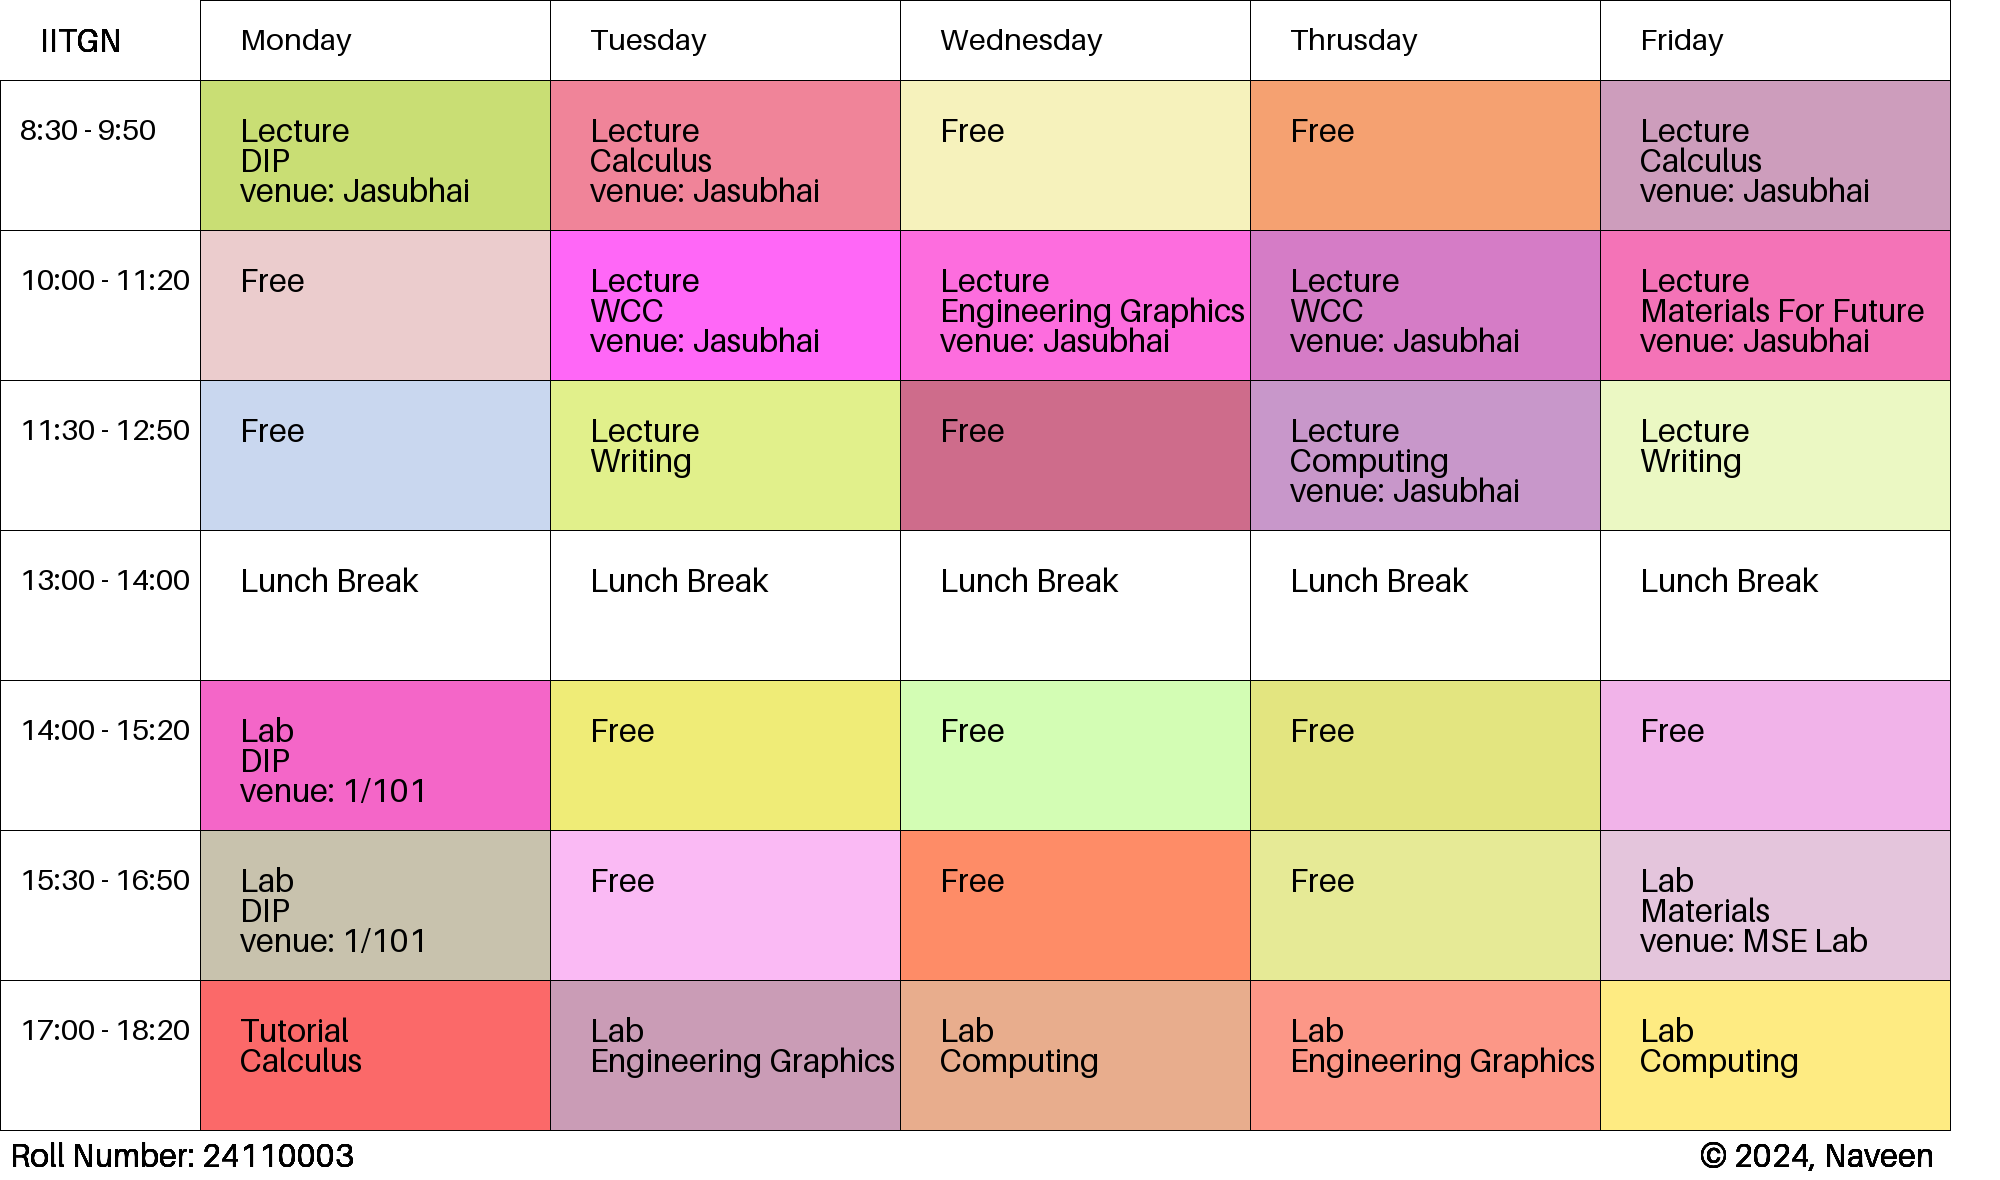 IITGN Monday Tuesday Wednesday Thrusday Friday
8:30 - 9:50
Lecture
DIP
venue: Jasubhai
Lecture
Calculus
venue: Jasubhai
Free
Free
Lecture
Calculus
venue: Jasubhai
10:00 - 11:20
Free
Lecture
WCC
venue: Jasubhai
Lecture
Engineering Graphics
venue: Jasubhai
Lecture
WCC
venue: Jasubhai
Lecture
Materials For Future
venue: Jasubhai
11:30 - 12:50
Free
Lecture
Writing
Free
Lecture
Computing
venue: Jasubhai
Lecture
Writing
13:00 - 14:00
Lunch Break
Lunch Break
Lunch Break
Lunch Break
Lunch Break
14:00 - 15:20
Lab
DIP
venue: 1/101
Free
Free
Free
Free
15:30 - 16:50
Lab
DIP
venue: 1/101
Free
Free
Free
Lab
Materials
venue: MSE Lab
17:00 - 18:20
Tutorial
Calculus
Lab
Engineering Graphics
Lab
Computing
Lab
Engineering Graphics
Lab
Computing
Roll Number: 24110003
© 2024, Naveen